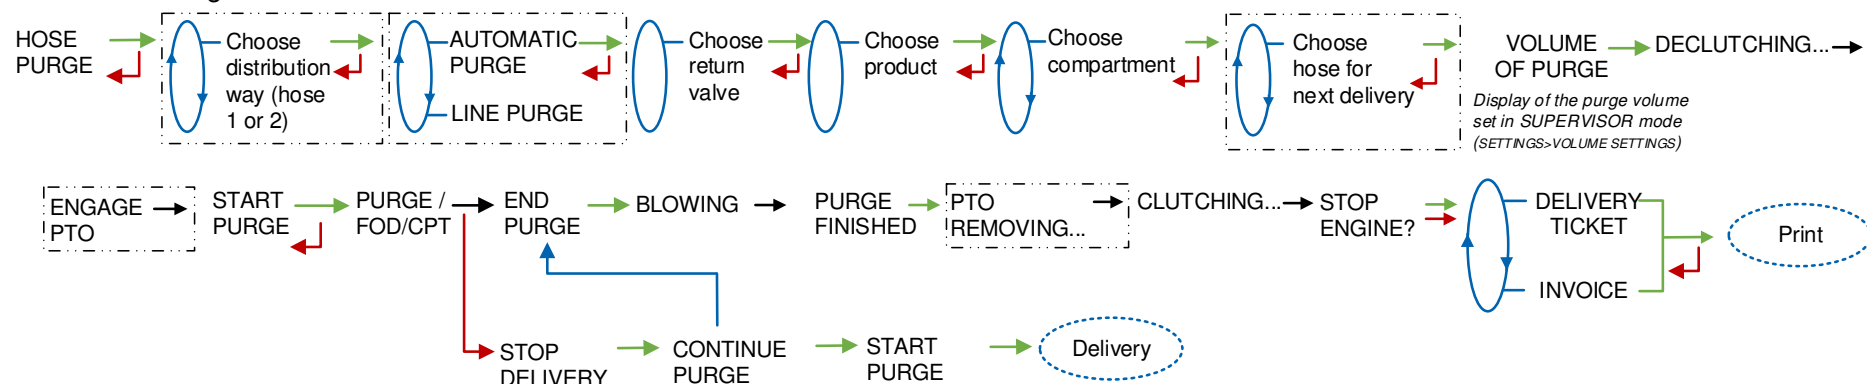 HOSE
PURGE
Choose
distribution
way (hose
1 or 2)
AUTOMATIC
PURGE
LINE PURGE
Choose
return
valve
Choose
product
Choose
compartment
Choose
hose for
next delivery
VOLUME
OF PURGE
Display of the purge volume
set in SUPERVISOR mode
(SETTINGS>VOLUME SETTINGS)
DECLUTCHING...
ENGAGE
PTO
START
PURGE
PURGE /
FOD/CPT
END
PURGE
BLOWING
PURGE
FINISHED
PTO
REMOVING...
CLUTCHING...
STOP
ENGINE?
DELIVERY
TICKET
INVOICE
Print
STOP
DELIVERY
CONTINUE
PURGE
START
PURGE
Delivery